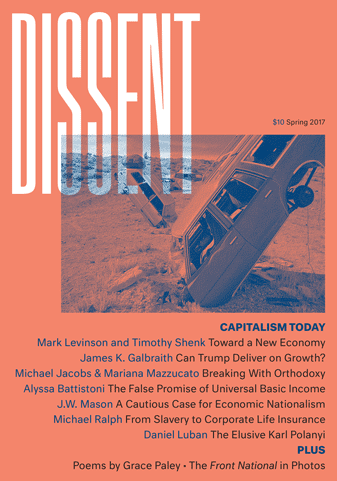 DISSENT
$10 Spring 2017
CAPITALISM TODAY
Mark Levinson and Timothy Shenk Toward a New Economy
James K. Galbraith Can Trump Deliver on Growth?
Michael Jacobs & Mariana Mazzucato Breaking With Orthodoxy
Alyssa Battistoni The False Promise of Universal Basic Income
J.W. Mason A Cautious Case for Economic Nationalism
Michael Ralph From Slavery to Corporate Life Insurance
Daniel Luban The Elusive Karl Polanyi
PLUS
Poems by Grace Paley • The Front National in Photos